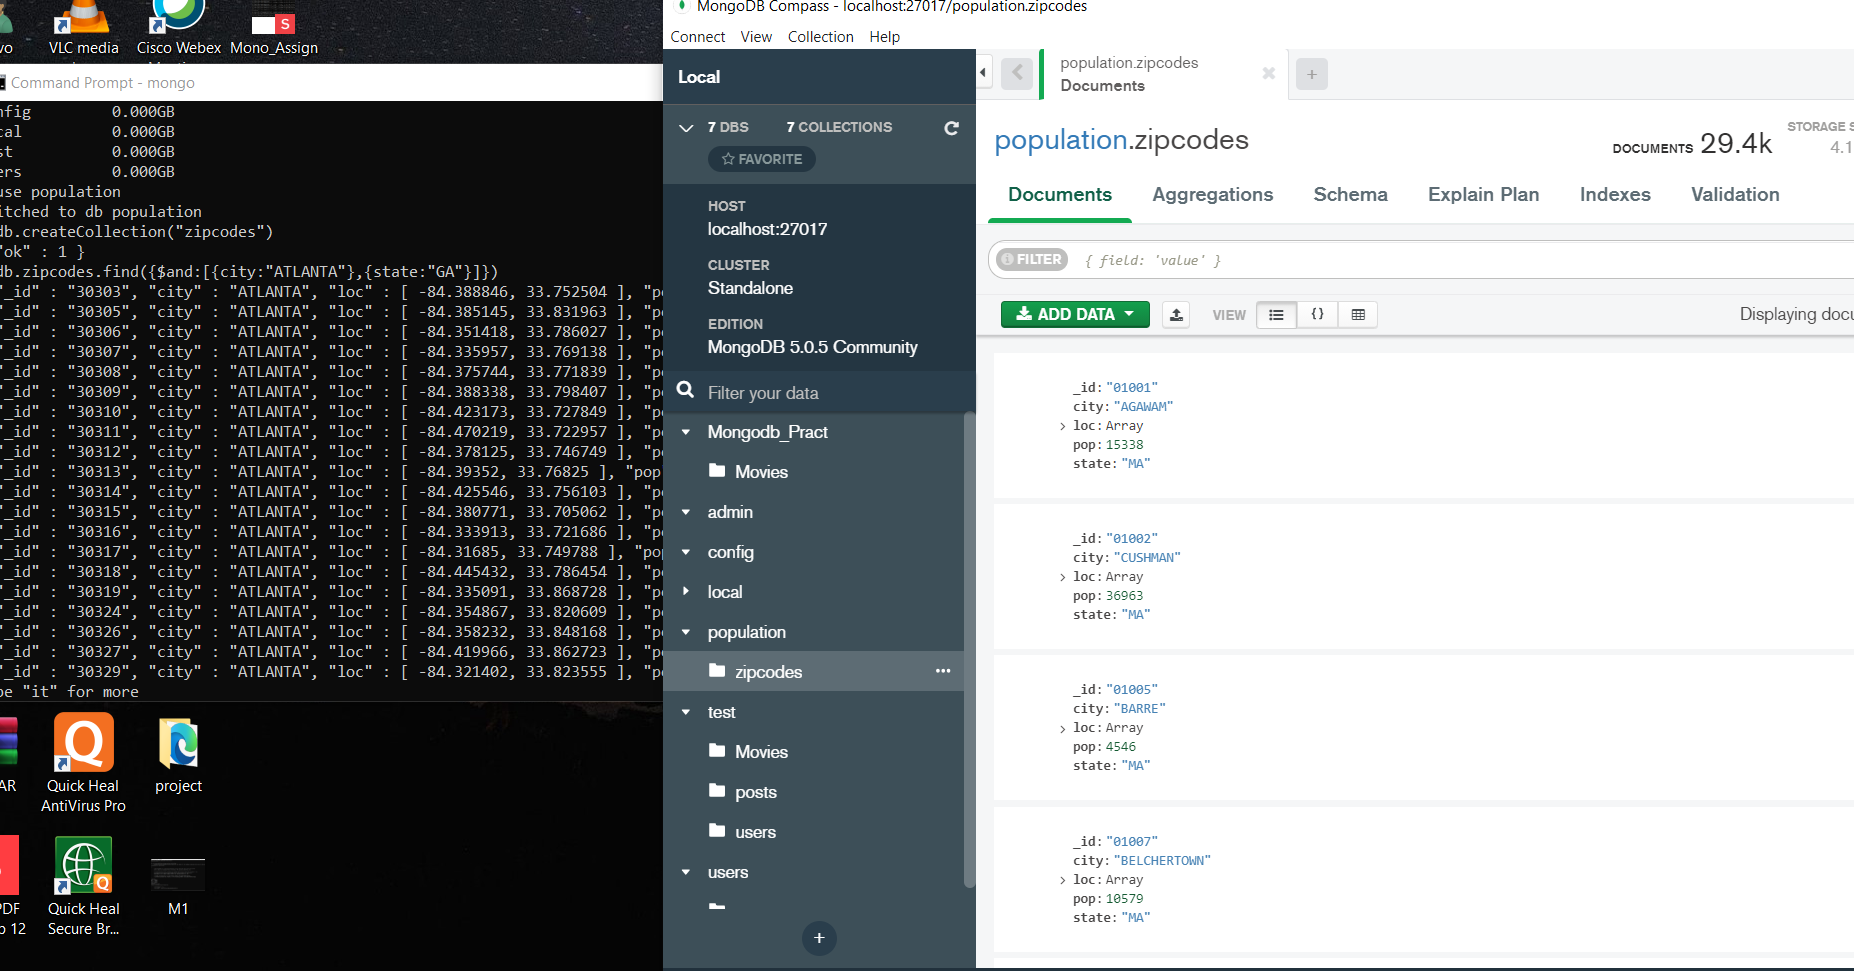 VLC media
Cisco Webex
Mono_Assign
S
Command Prompt - mongo
nfig 0.000GB
cal 0.000GB
st 0.000GB
ers 0.000GB
use population
itched to db population
db.createCollection("zipcodes")
"ok" : 1 }
db.zipcodes.find({$and:[{city:"ATLANTA"},{state:"GA"}]})
"_id" : "30303", "city" : "ATLANTA", "loc" : [ -84.388846, 33.752504 ], "po
"_id" : "30305", "city" : "ATLANTA", "loc" : [ -84.385145, 33.831963 ], "po
"_id" : "30306", "city" : "ATLANTA", "loc" : [ -84.351418, 33.786027 ], "po
"_id" : "30307", "city" : "ATLANTA", "loc" : [ -84.335957, 33.769138 ], "po
"_id" : "30308", "city" : "ATLANTA", "loc" : [ -84.375744, 33.771839 ], "po
"_id" : "30309", "city" : "ATLANTA", "loc" : [ -84.388338, 33.798407 ], "po
"_id" : "30310", "city" : "ATLANTA", "loc" : [ -84.423173, 33.727849 ], "po
"_id" : "30311", "city" : "ATLANTA", "loc" : [ -84.470219, 33.722957 ], "po
"_id" : "30312", "city" : "ATLANTA", "loc" : [ -84.378125, 33.746749 ], "po
"_id" : "30313", "city" : "ATLANTA", "loc" : [ -84.39352, 33.76825 ], "pop
"_id" : "30314", "city" : "ATLANTA", "loc" : [ -84.425546, 33.756103 ], "po
"_id" : "30315", "city" : "ATLANTA", "loc" : [ -84.380771, 33.705062 ], "po
"_id" : "30316", "city" : "ATLANTA", "loc" : [ -84.333913, 33.721686 ], "po
"_id" : "30317", "city" : "ATLANTA", "loc" : [ -84.31685, 33.749788 ], "pop
"_id" : "30318", "city" : "ATLANTA", "loc" : [ -84.445432, 33.786454 ], "po
"_id" : "30319", "city" : "ATLANTA", "loc" : [ -84.335091, 33.868728 ], "po
"_id" : "30324", "city" : "ATLANTA", "loc" : [ -84.354867, 33.820609 ], "po
"_id" : "30326", "city" : "ATLANTA", "loc" : [ -84.358232, 33.848168 ], "po
"_id" : "30327", "city" : "ATLANTA", "loc" : [ -84.419966, 33.862723 ], "po
"_id" : "30329", "city" : "ATLANTA", "loc" : [ -84.321402, 33.823555 ], "po
pe "it" for more
AR
Quick Heal
AntiVirus Pro
project
PDF
12
Quick Heal
Secure Br...
M1
MongoDB Compass - localhost:27017/population.zipcodes
Connect View Collection Help
Local
7 DBS 7 COLLECTIONS
FAVORITE
HOST
localhost:27017
CLUSTER
Standalone
EDITION
MongoDB 5.0.5 Community
Filter your data
Mongodb_Pract
Movies
admin
config
local
population
zipcodes
test
Movies
posts
users
users
population.zipcodes
Documents
population.zipcodes
DOCUMENTS 29.4k
STORAGE S
4.1
Documents Aggregations Schema Explain Plan Indexes Validation
FILTER { field: 'value' }
ADD DATA VIEW {}
Displaying docu
_id: "01001"
city: "AGAWAM"
loc: Array
pop: 15338
state: "MA"
_id: "01002"
city: "CUSHMAN"
loc: Array
pop: 36963
state: "MA"
_id: "01005"
city: "BARRE"
loc: Array
pop: 4546
state: "MA"
_id: "01007"
city: "BELCHERTOWN"
loc: Array
pop: 10579
state: "MA"